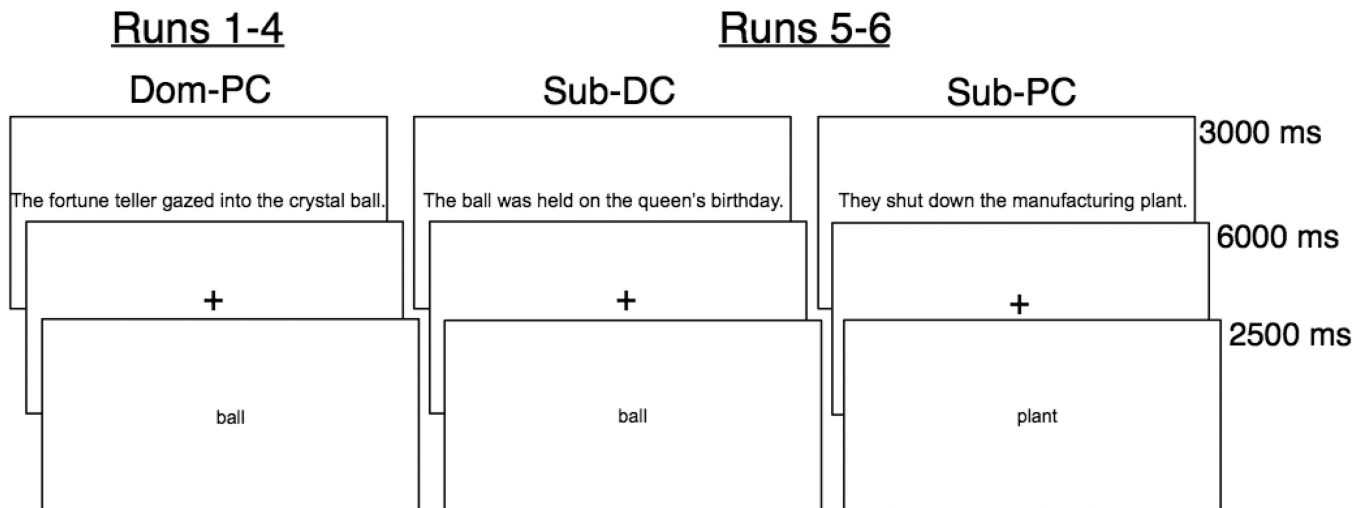 Runs 1-4
Runs 5-6
Dom-PC
Sub-DC
Sub-PC
3000 ms
The fortune teller gazed into the crystal ball.
The ball was held on the queen's birthday.
They shut down the manufacturing plant.
6000 ms
+
+
+
2500 ms
ball
ball
plant